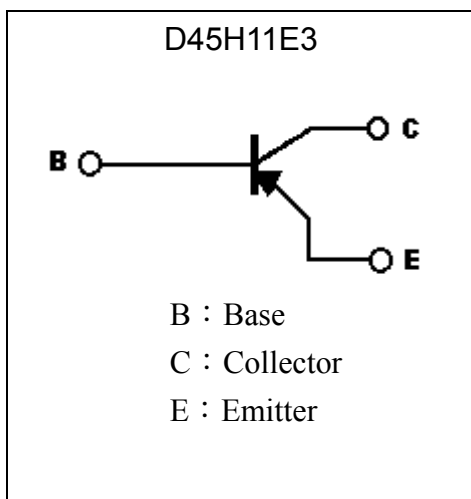 D45H11E3
C
B
E
B：Base
C：Collector
E：Emitter